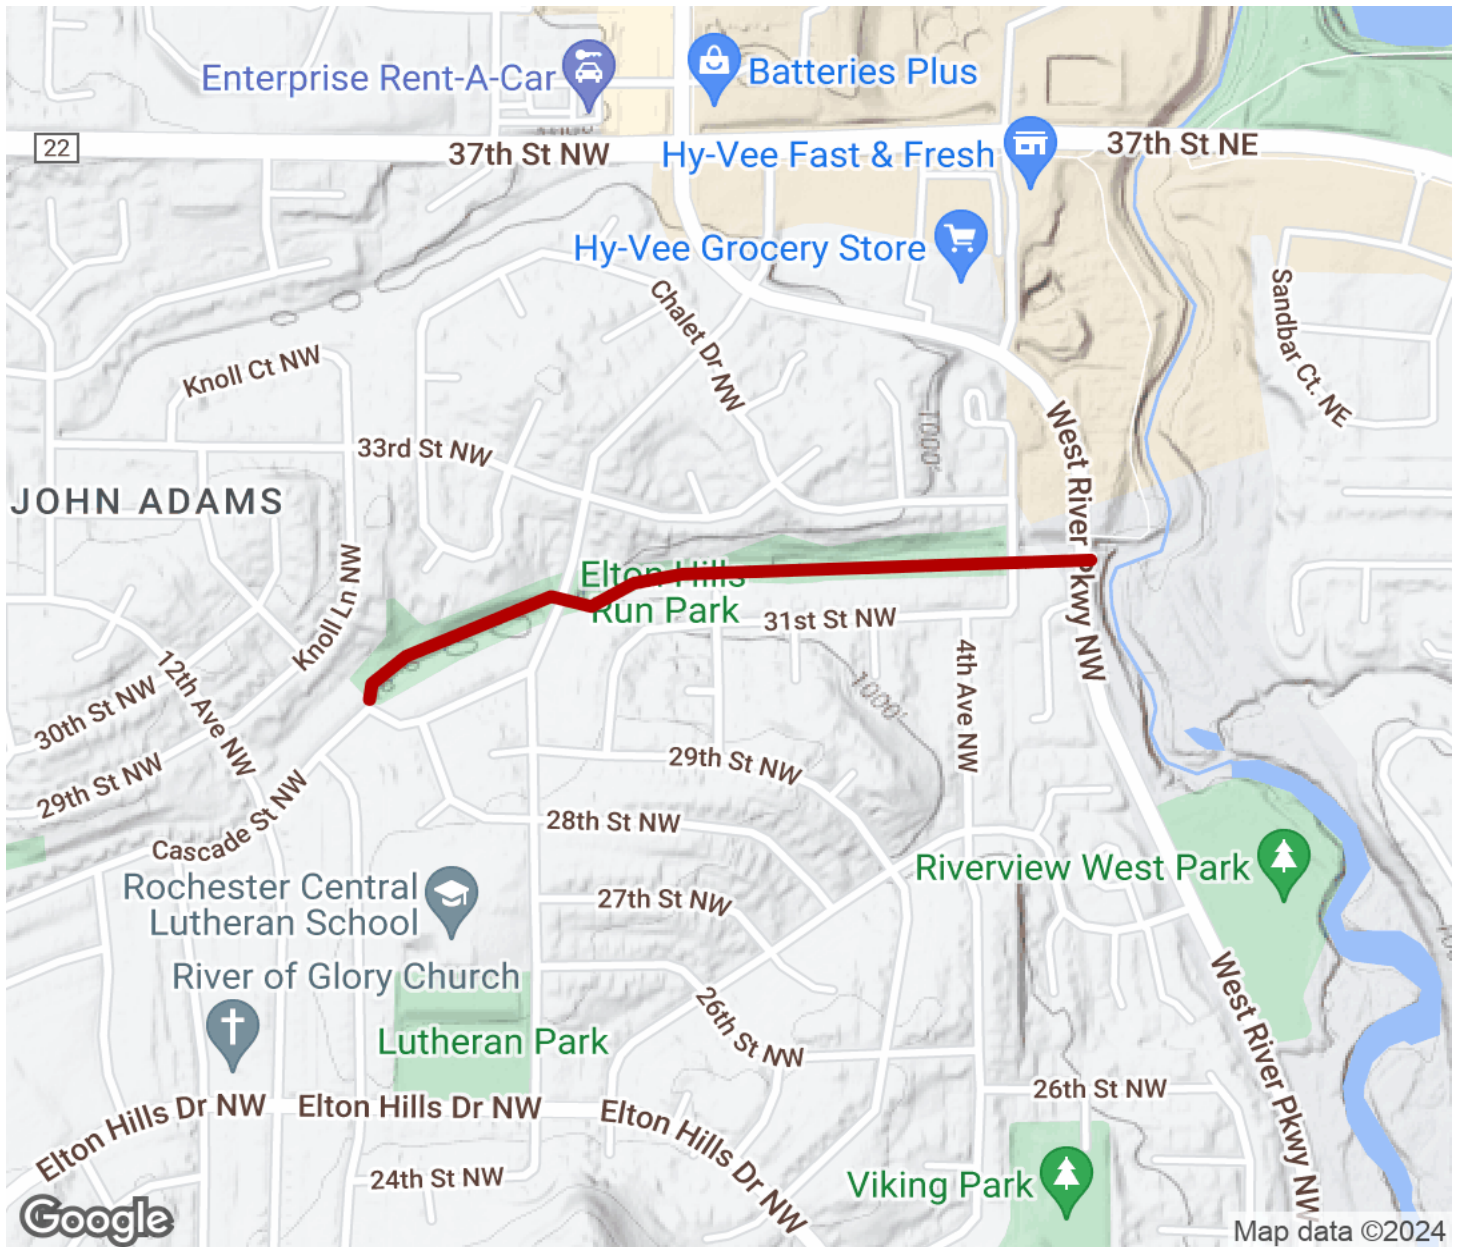 Enterprise Rent-A-Car
Batteries Plus
22
37th St NW
Hy-Vee Fast & Fresh
37th St NE
Hy-Vee Grocery Store
Sandbar Ct. NE
Chalet Dr NW
Knoll Ct NW
West River Pkwy NW
1000'
33rd St NW
JOHN ADAMS
Knoll Ln NW
Elton Hills
Run Park
31st St NW
4th Ave NW
1000'
12th Ave NW
30th St NW
29th St NW
29th St NW
Cascade St NW
28th St NW
Riverview West Park
Rochester Central
Lutheran School
27th St NW
River of Glory Church
West River Pkwy NW
26th St NW
Lutheran Park
26th St NW
Elton Hills Dr NW
Elton Hills Dr NW
Elton Hills Dr NW
24th St NW
Viking Park
Google
Map data ©2024